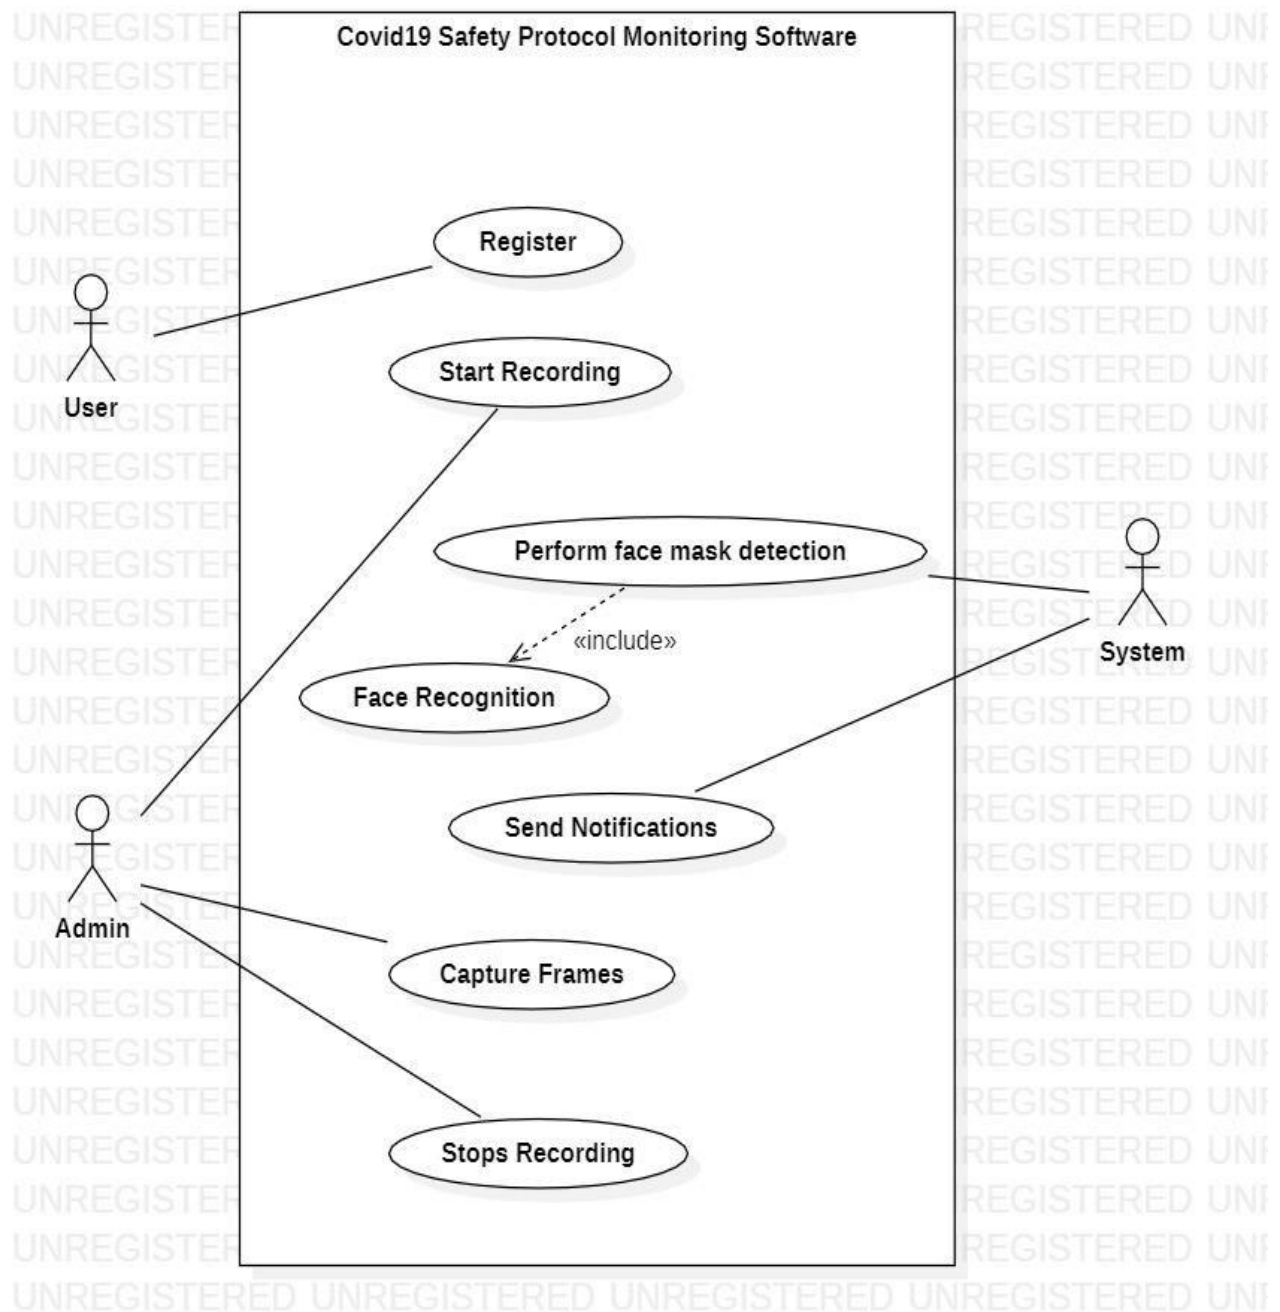 Covid19 Safety Protocol Monitoring Software
Register
User
Start Recording
Perform face mask detection
«include»
System
Face Recognition
Send Notifications
Admin
Capture Frames
Stops Recording
UNREGISTERED UNREGISTERED UNREGISTERED UNREGISTERED